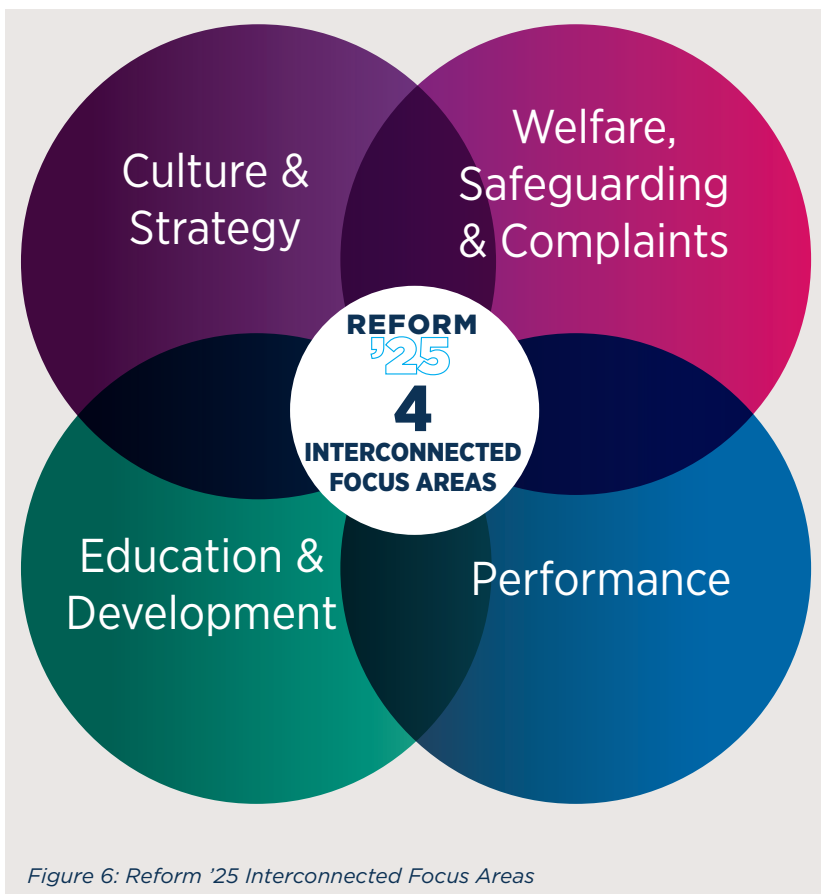 Culture &
Strategy
Welfare,
Safeguarding
& Complaints
REFORM
’25
4
INTERCONNECTED
FOCUS AREAS
Education &
Development
Performance
Figure 6: Reform ’25 Interconnected Focus Areas